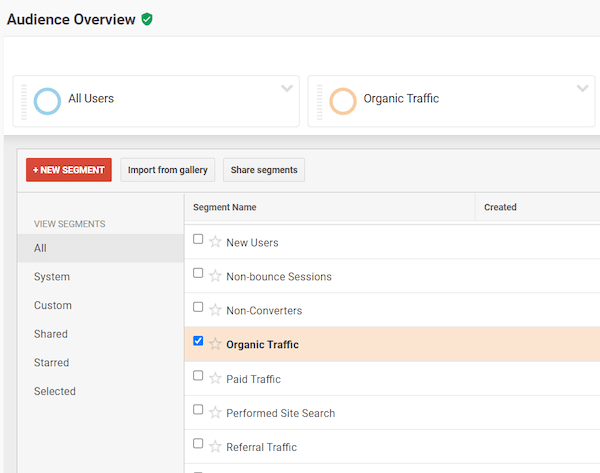 Audience Overview
All Users
Organic Traffic
+ NEW SEGMENT
Import from gallery
Share segments
VIEW SEGMENTS
All
System
Custom
Shared
Starred
Selected
Segment Name
Created
New Users
Non-bounce Sessions
Non-Converters
Organic Traffic
Paid Traffic
Performed Site Search
Referral Traffic